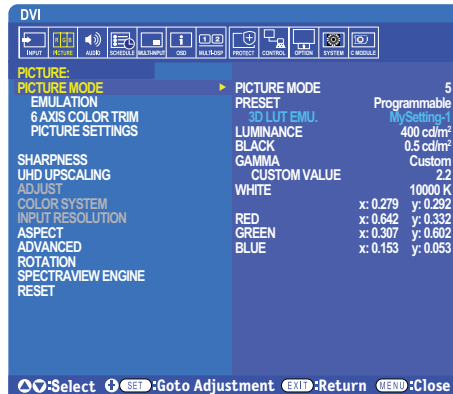 DVI
INPUT PICTURE AUDIO SCHEDULE MULTI-INPUT OSD MULTI-DSP PROTECT CONTROL OPTION SYSTEM C MODULE
PICTURE:
PICTURE MODE
EMULATION
6 AXIS COLOR TRIM
PICTURE SETTINGS
SHARPNESS
UHD UPSCALING
ADJUST
COLOR SYSTEM
INPUT RESOLUTION
ASPECT
ADVANCED
ROTATION
SPECTRAVIEW ENGINE
RESET
PICTURE MODE 5
PRESET Programmable
3D LUT EMU. MySetting-1
LUMINANCE 400 cd/m²
BLACK 0.5 cd/m²
GAMMA Custom
CUSTOM VALUE 2.2
WHITE 10000 K
x: 0.279 y: 0.292
RED x: 0.642 y: 0.332
GREEN x: 0.307 y: 0.602
BLUE x: 0.153 y: 0.053
:Select SET:Goto Adjustment EXIT:Return MENU:Close